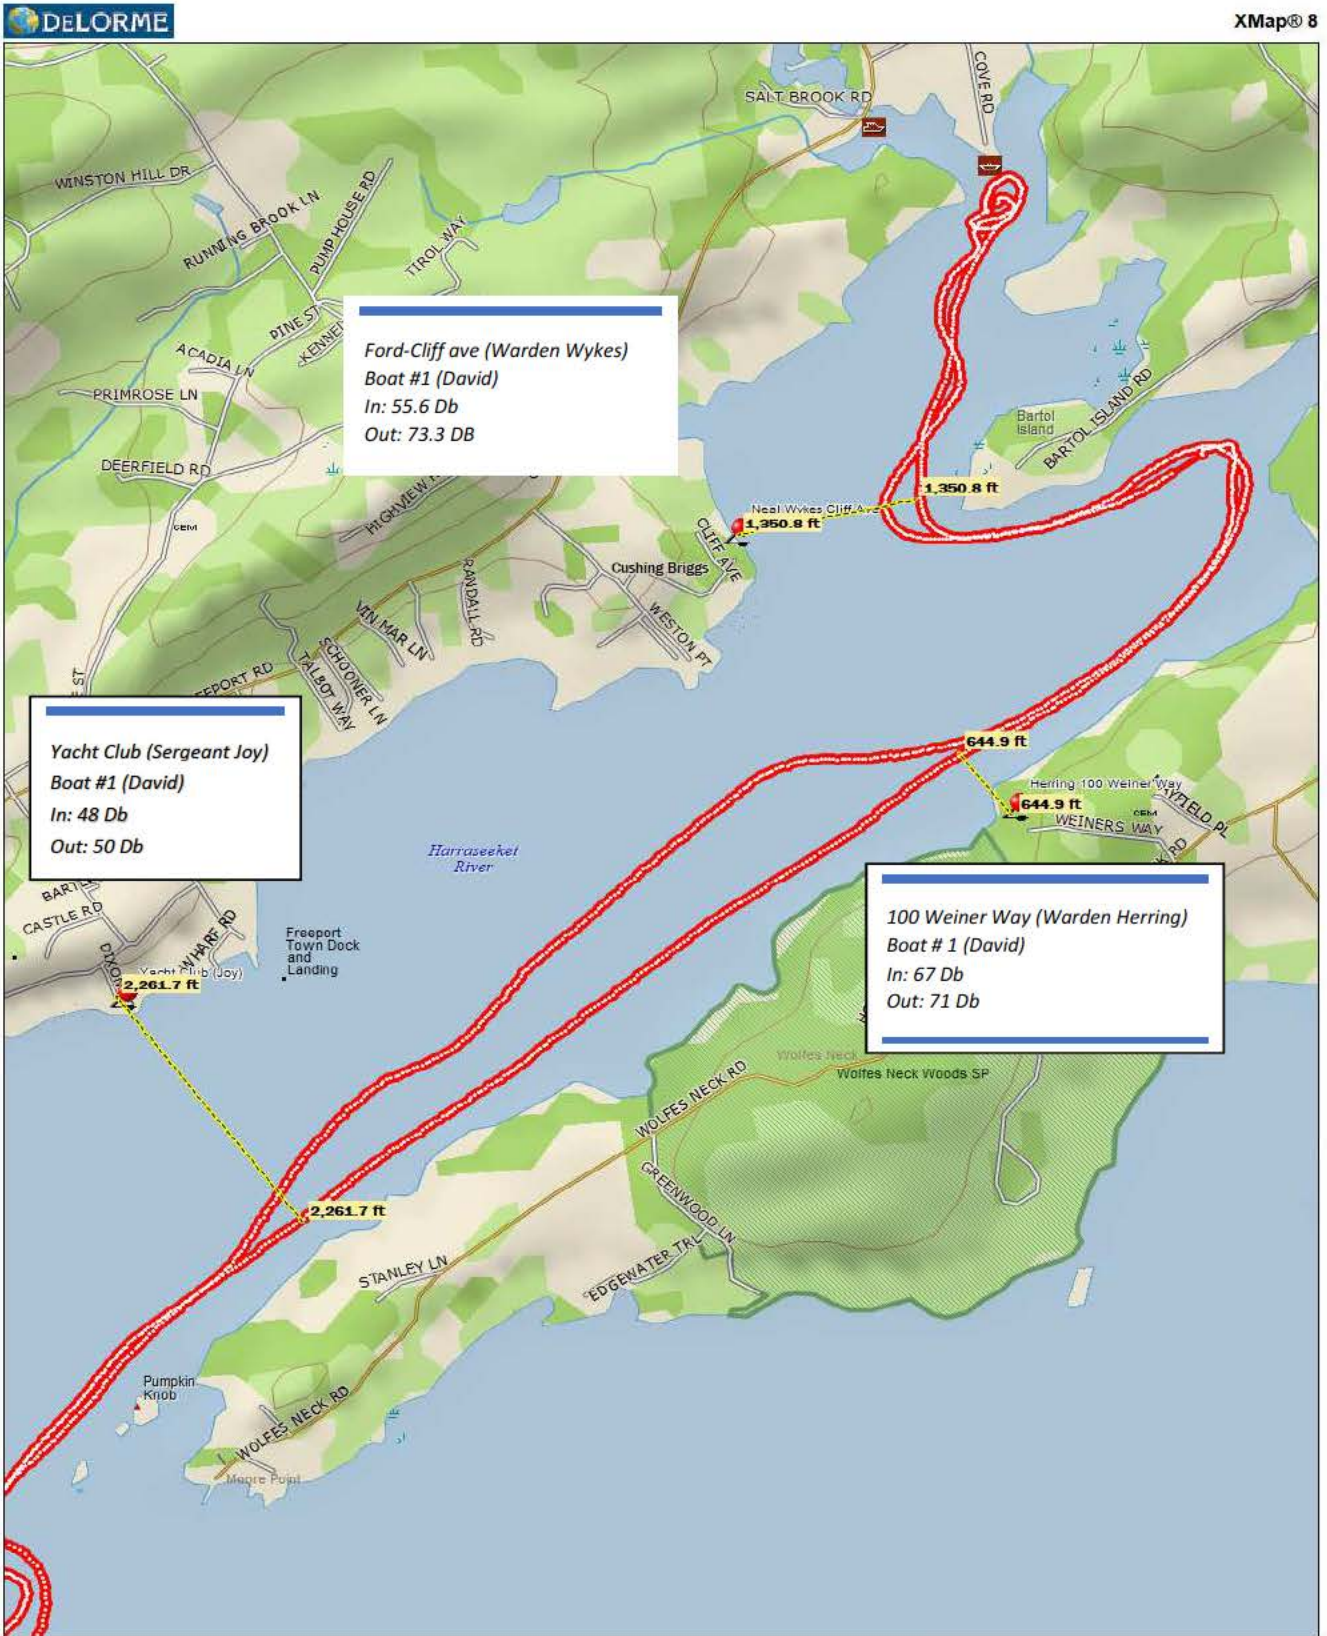 DELORME
XMap® 8
COVE RD
SALT BROOK RD
WINSTON HILL DR
RUNNING BROOK LN
PUMP HOUSE RD
TIROL WAY
PINE ST
ACADIA LN
PRIMROSE LN
DEERFIELD RD
CEM
Ford-Cliff ave (Warden Wykes)
Boat #1 (David)
In: 55.6 Db
Out: 73.3 DB
Bartol
Island
BARTOL ISLAND RD
1,350.8 ft
Neal Wykes Cliff Ave
1,350.8 ft
CLIFF AVE
Cushing Briggs
WESTON PT
RANDALL RD
VIN MAR LN
SCHOONER LN
TALBOT WAY
Yacht Club (Sergeant Joy)
Boat #1 (David)
In: 48 Db
Out: 50 Db
644.9 ft
Herring 100 Weiner Way
644.9 ft
CEM
WEINERS WAY
Harraseeket
River
100 Weiner Way (Warden Herring)
Boat # 1 (David)
In: 67 Db
Out: 71 Db
CASTLE RD
WHARF RD
Freeport
Town Dock
and
Landing
Yacht Club (Joy)
2,261.7 ft
Wolfes Neck
Wolfes Neck Woods SP
WOLFES NECK RD
GREENWOOD LN
2,261.7 ft
STANLEY LN
EDGEWATER TRL
Pumpkin
Knob
WOLFES NECK RD
Moore Point